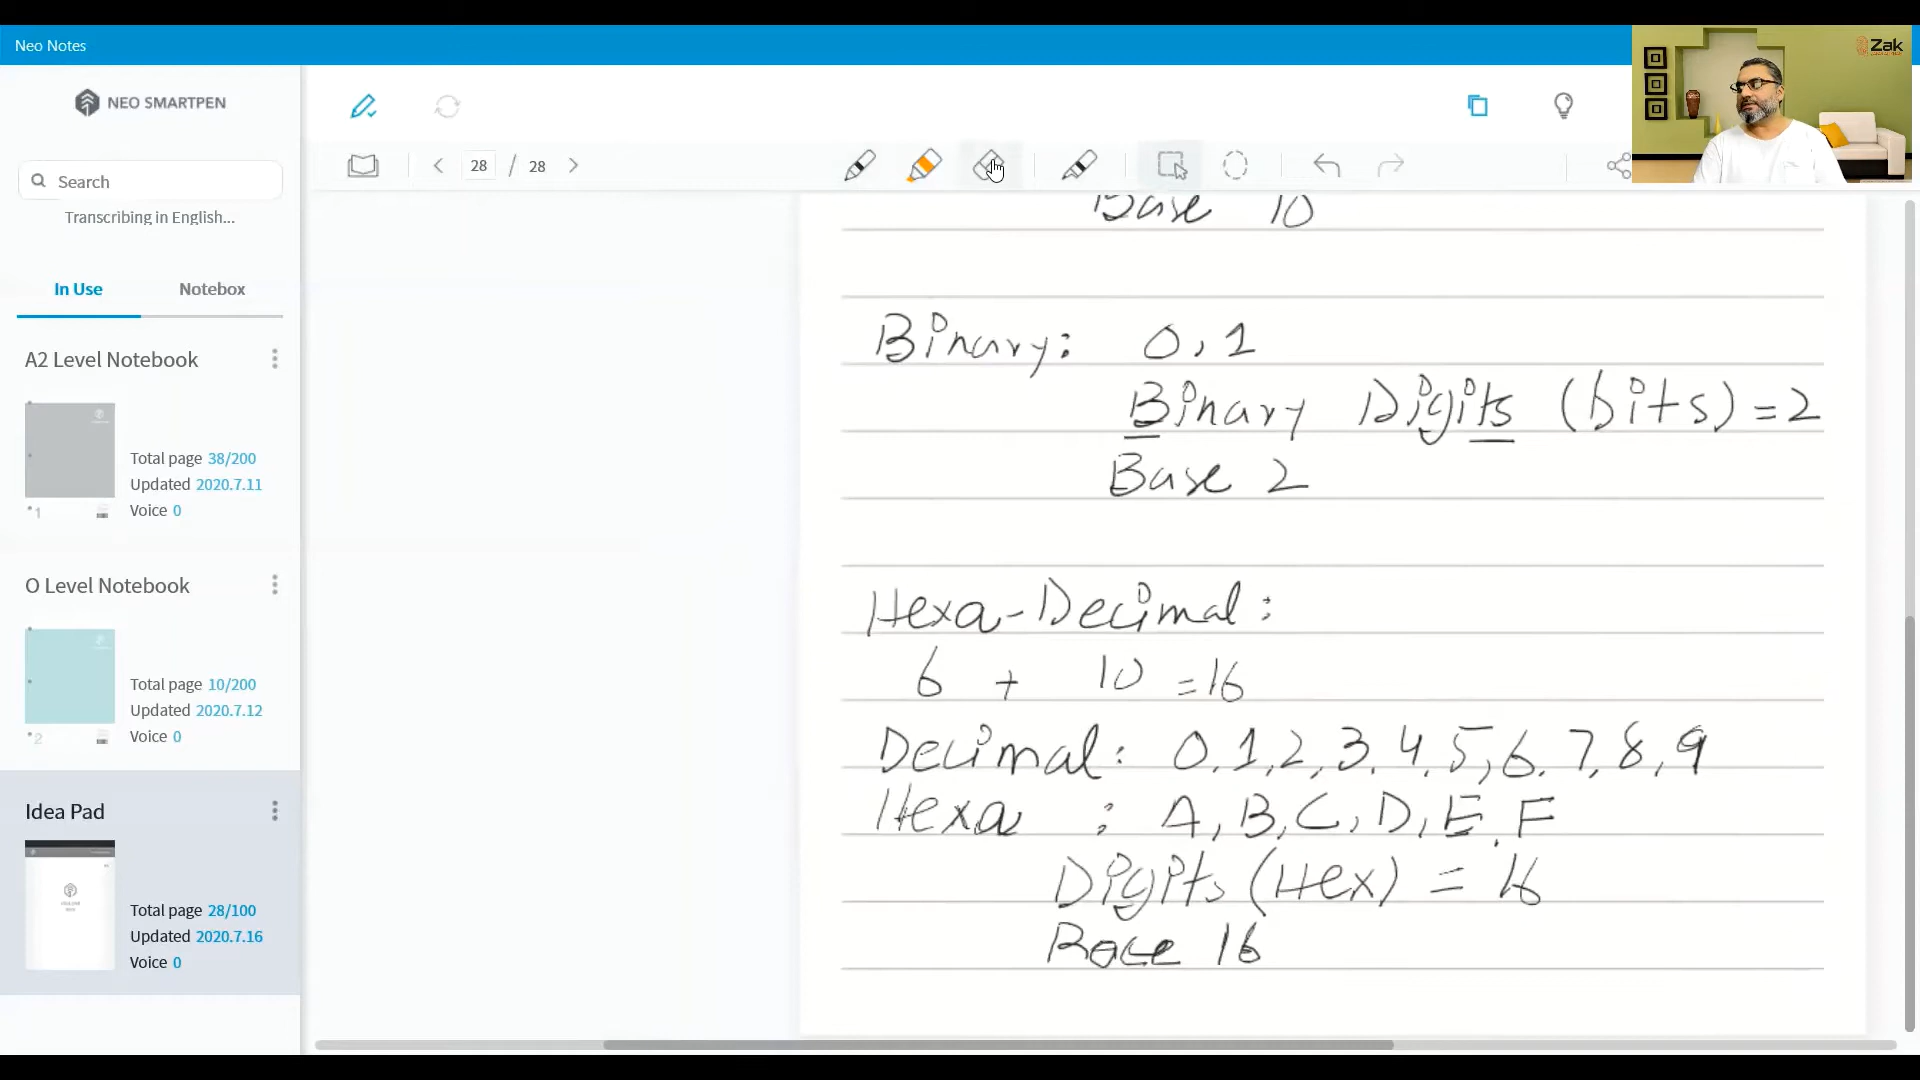 Neo Notes
Zak
NEO SMARTPEN
28 / 28
Search
Transcribing in English...
In Use Notebox
A2 Level Notebook
Total page 38/200
Updated 2020.7.11
Voice 0
1
O Level Notebook
Total page 10/200
Updated 2020.7.12
Voice 0
2
Idea Pad
Total page 28/100
Updated 2020.7.16
Voice 0
Base 10
Binary: 0, 1
Binary Digits (bits) = 2
Base 2
Hexa-Decimal:
6 + 10 = 16
Decimal: 0, 1, 2, 3, 4, 5, 6, 7, 8, 9
Hexa : A, B, C, D, E, F
Digits (Hex) = 16
Base 16